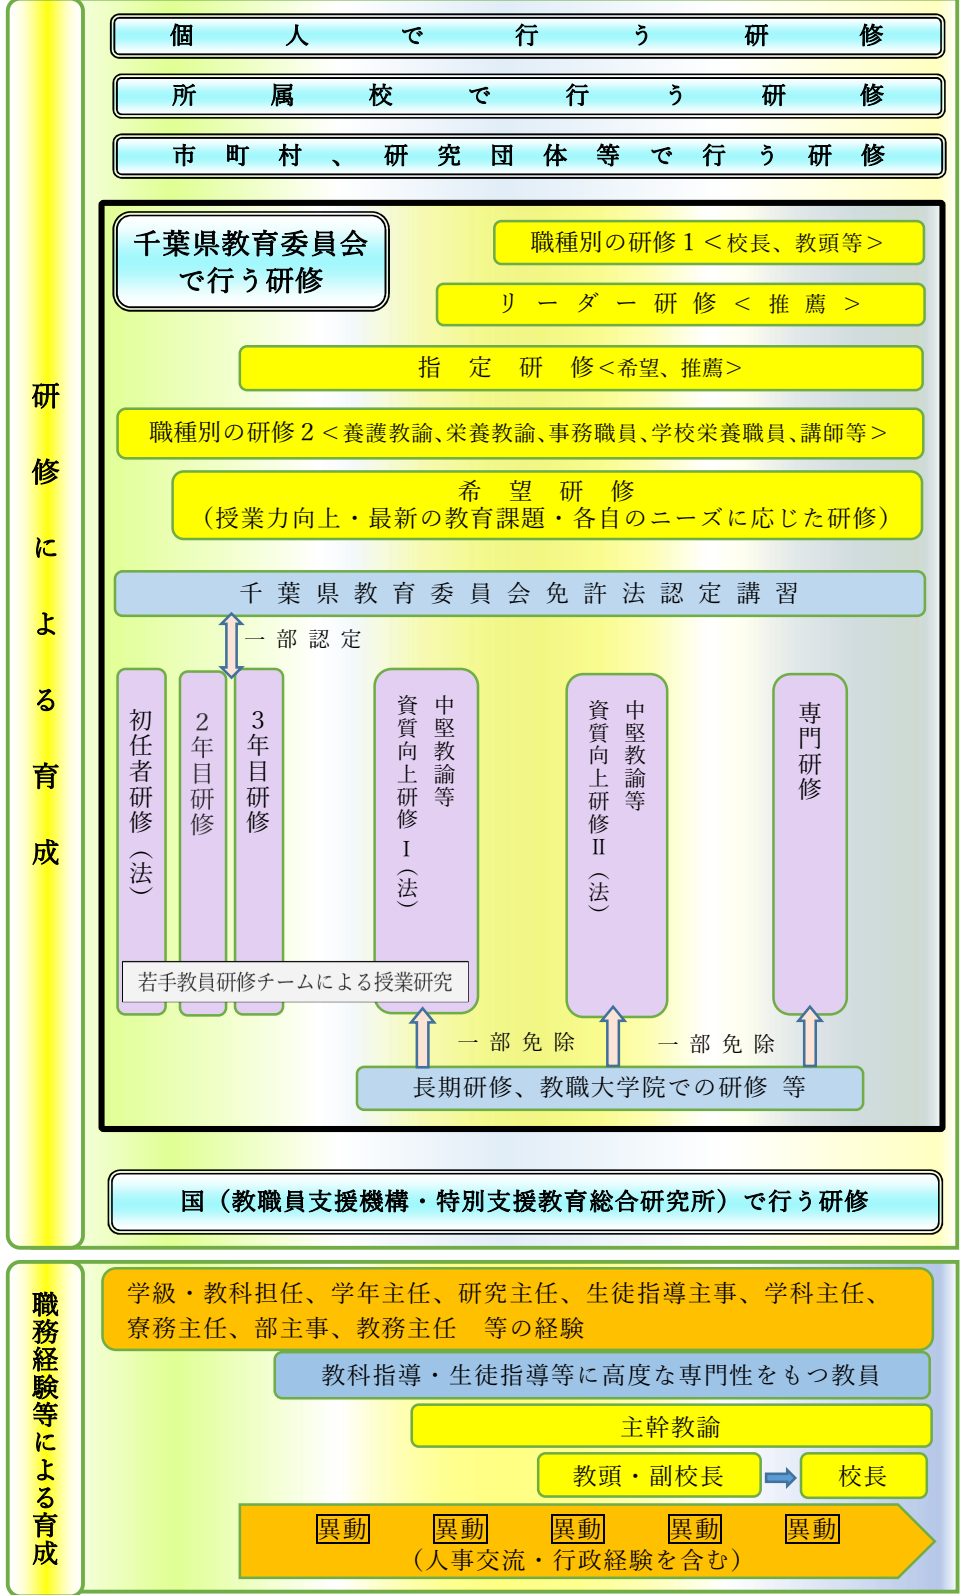 研修による育成
個人で行う研修
所属校で行う研修
市町村、研究団体等で行う研修
千葉県教育委員会
で行う研修
職種別の研修１＜校長、教頭等＞
リーダー研修＜推薦＞
指定研修＜希望、推薦＞
職種別の研修２＜養護教諭、栄養教諭、事務職員、学校栄養職員、講師等＞
希望研修
（授業力向上・最新の教育課題・各自のニーズに応じた研修）
千葉県教育委員会免許法認定講習
一部認定
初任者研修（法）
２年目研修
３年目研修
中堅教諭等
資質向上研修Ⅰ（法）
中堅教諭等
資質向上研修Ⅱ（法）
専門研修
若手教員研修チームによる授業研究
一部免除
一部免除
長期研修、教職大学院での研修 等
国（教職員支援機構・特別支援教育総合研究所）で行う研修
職務経験等による育成
学級・教科担任、学年主任、研究主任、生徒指導主事、学科主任、
寮務主任、部主事、教務主任　等の経験
教科指導・生徒指導等に高度な専門性をもつ教員
主幹教諭
教頭・副校長
校長
異動 異動 異動 異動 異動
（人事交流・行政経験を含む）